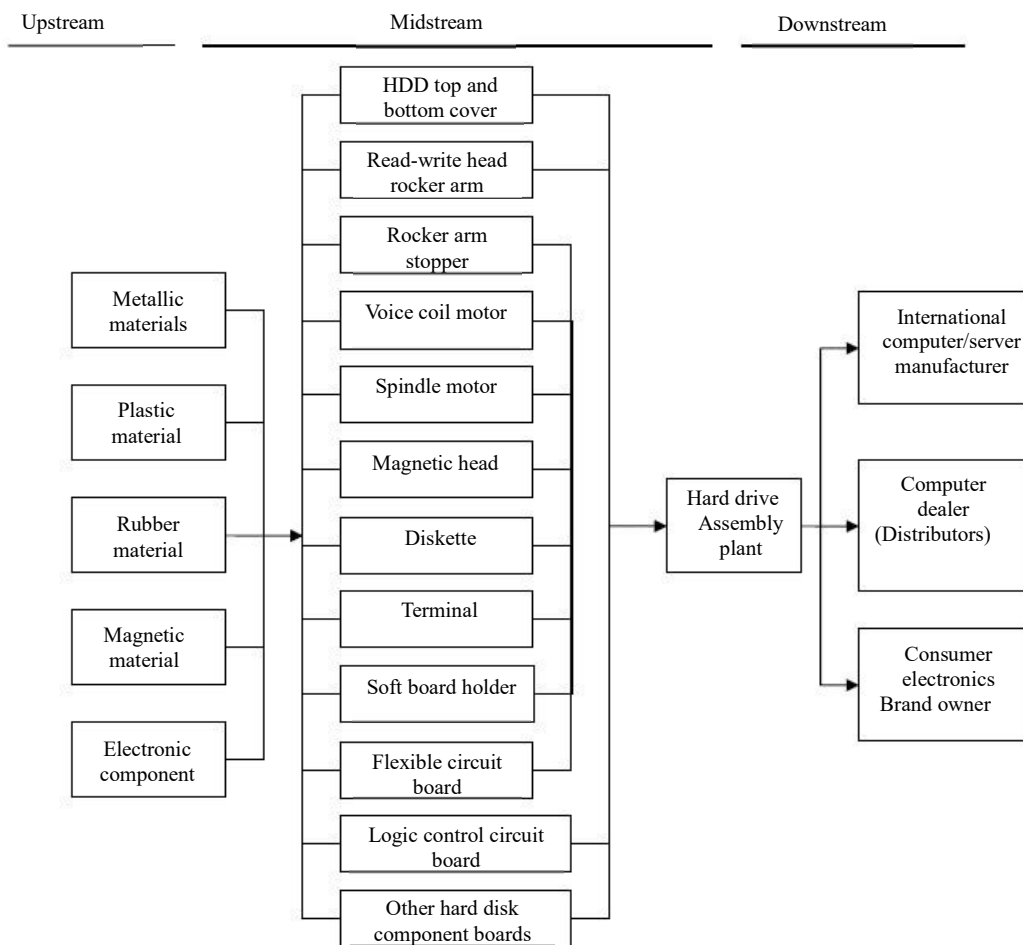 Upstream
Midstream
Downstream
Metallic
materials
Plastic
material
Rubber
material
Magnetic
material
Electronic
component
HDD top and
bottom cover
Read-write head
rocker arm
Rocker arm
stopper
Voice coil motor
Spindle motor
Magnetic head
Diskette
Terminal
Soft board holder
Flexible circuit
board
Logic control circuit
board
Other hard disk
component boards
Hard drive
Assembly
plant
International
computer/server
manufacturer
Computer
dealer
(Distributors)
Consumer
electronics
Brand owner